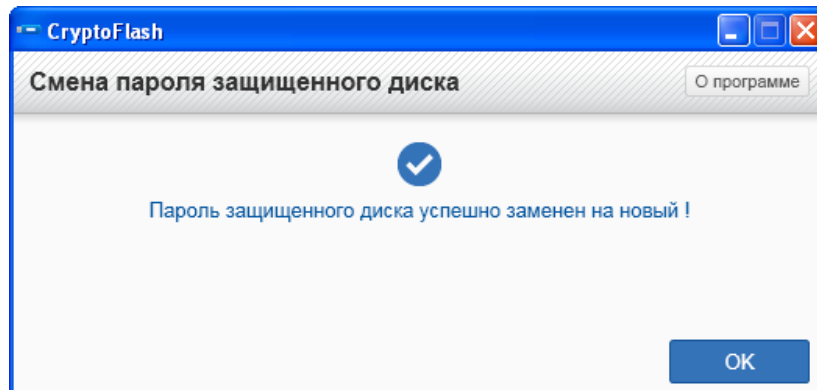 CryptoFlash
Смена пароля защищенного диска
О программе
Пароль защищенного диска успешно заменен на новый !
OK